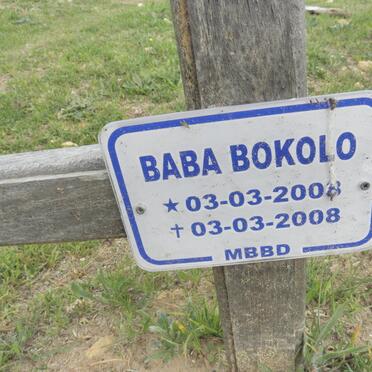 BABA BOKOLO
★ 03-03-2008
† 03-03-2008
MBBD